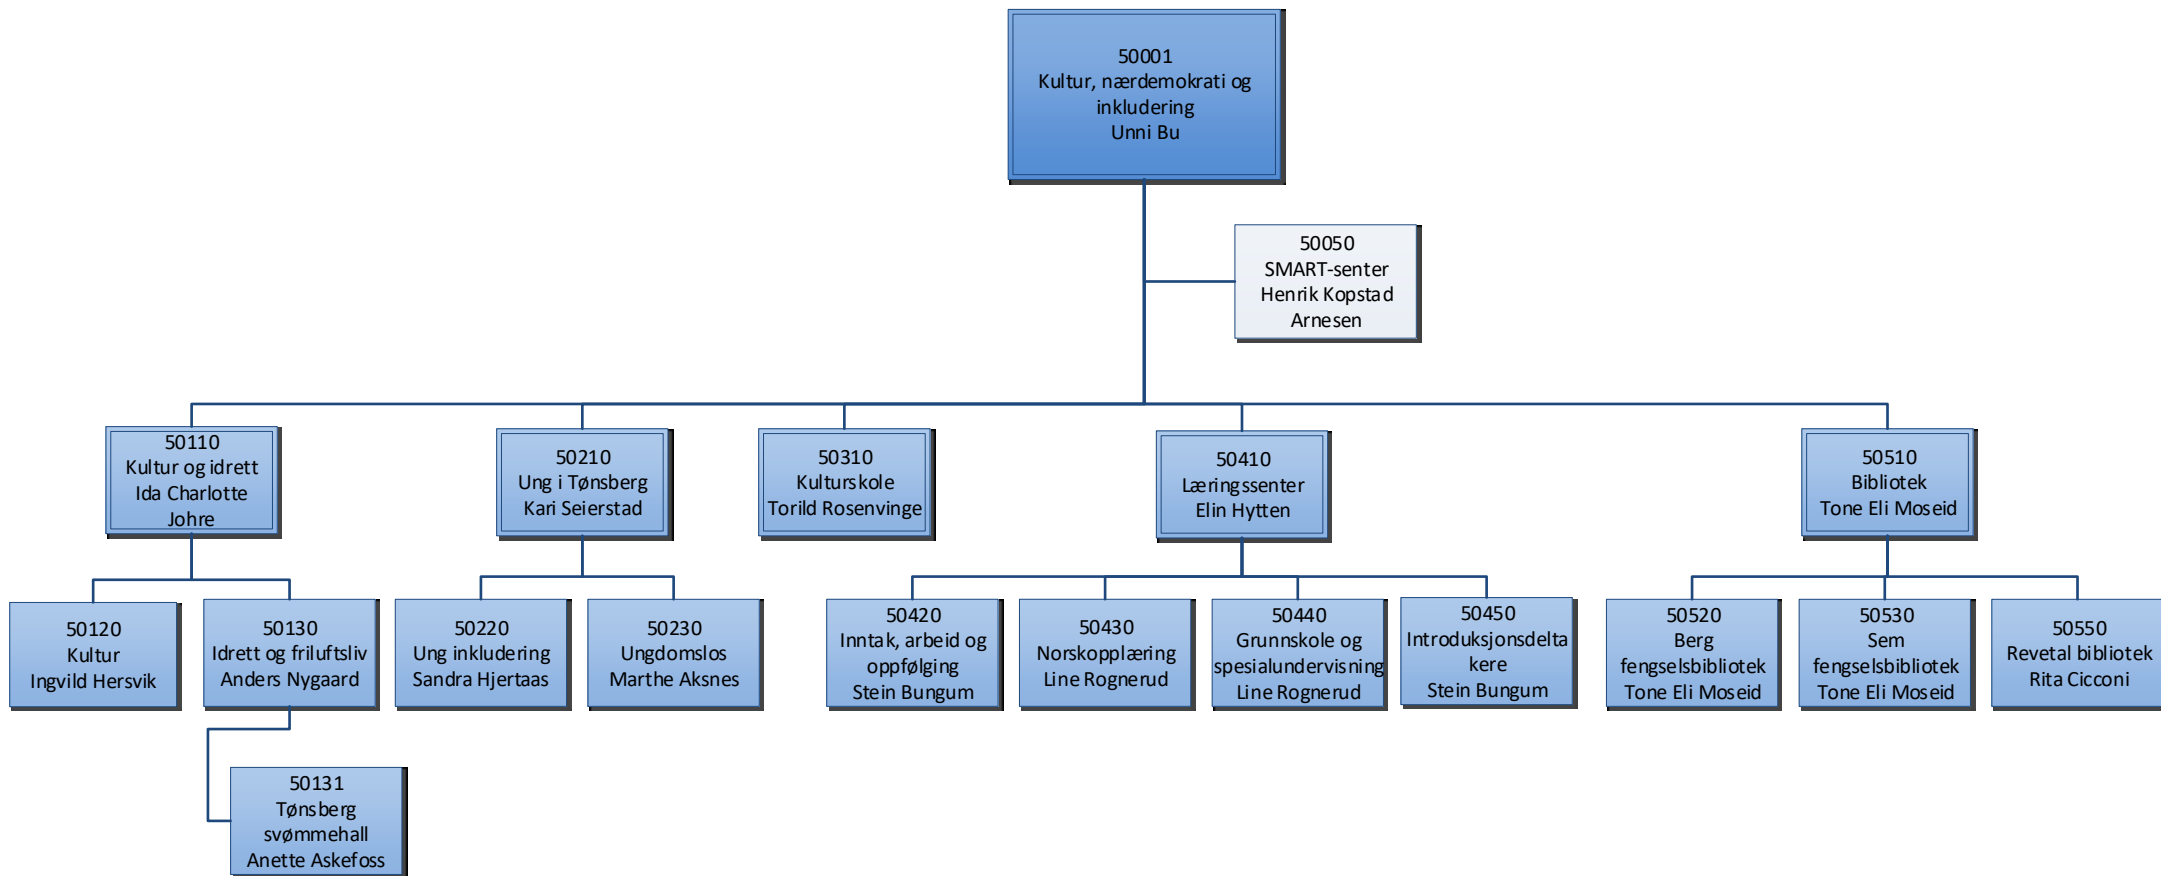 50001
Kultur, nærdemokrati og
inkludering
Unni Bu
50050
SMART-senter
Henrik Kopstad
Arnesen
50110
Kultur og idrett
Ida Charlotte
Johre
50210
Ung i Tønsberg
Kari Seierstad
50310
Kulturskole
Torild Rosenvinge
50410
Læringssenter
Elin Hytten
50510
Bibliotek
Tone Eli Moseid
50120
Kultur
Ingvild Hersvik
50130
Idrett og friluftsliv
Anders Nygaard
50220
Ung inkludering
Sandra Hjertaas
50230
Ungdomslos
Marthe Aksnes
50420
Inntak, arbeid og
oppfølging
Stein Bungum
50430
Norskopplæring
Line Rognerud
50440
Grunnskole og
spesialundervisning
Line Rognerud
50450
Introduksjonsdelta
kere
Stein Bungum
50520
Berg
fengselsbibliotek
Tone Eli Moseid
50530
Sem
fengselsbibliotek
Tone Eli Moseid
50550
Revetal bibliotek
Rita Cicconi
50131
Tønsberg
svømmehall
Anette Askefoss